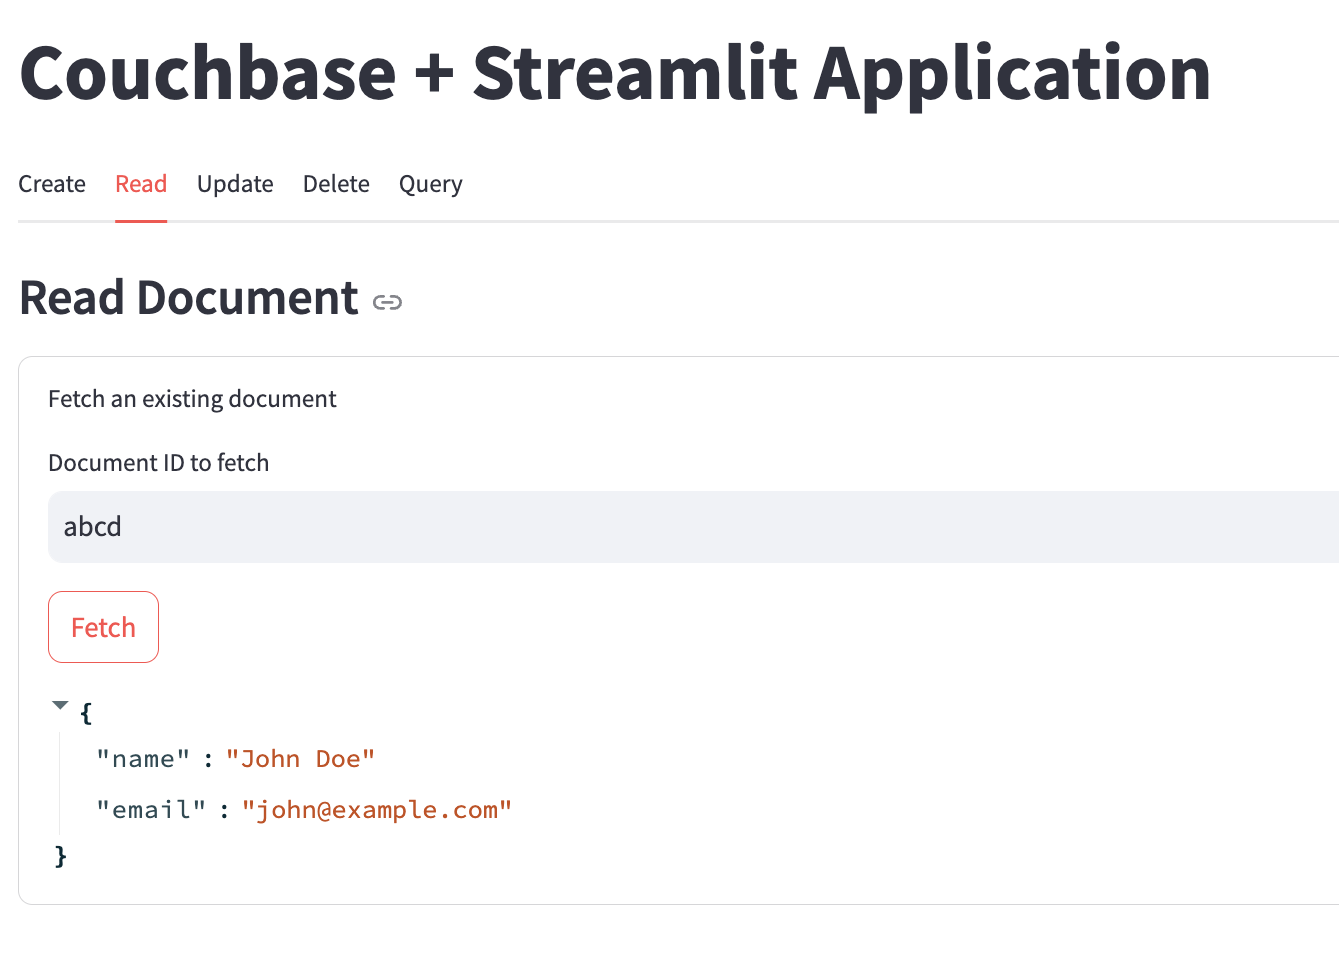 Couchbase + Streamlit Application
Create Read Update Delete Query
Read Document
Fetch an existing document
Document ID to fetch
abcd
Fetch
{
"name" : "John Doe"
"email" : "john@example.com"
}